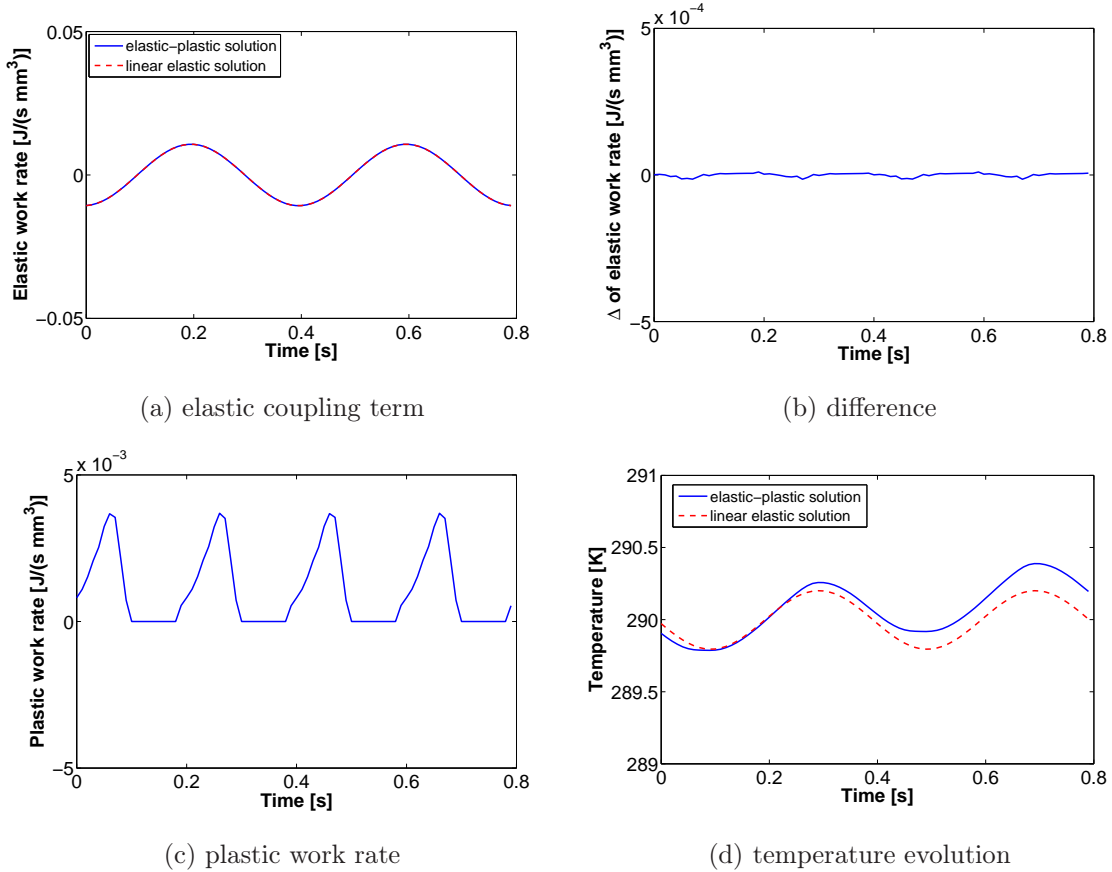 0.05
elastic−plastic solution
linear elastic solution
0
−0.05
0 0.2 0.4 0.6 0.8
Time [s]
Elastic work rate [J/(s mm³)]
(a) elastic coupling term
5 x 10⁻⁴
0
−5
0 0.2 0.4 0.6 0.8
Time [s]
Δ of elastic work rate [J/(s mm³)]
(b) difference
5 x 10⁻³
0
−5
0 0.2 0.4 0.6 0.8
Time [s]
Plastic work rate [J/(s mm³)]
(c) plastic work rate
291
elastic−plastic solution
linear elastic solution
290.5
290
289.5
289
0 0.2 0.4 0.6 0.8
Time [s]
Temperature [K]
(d) temperature evolution